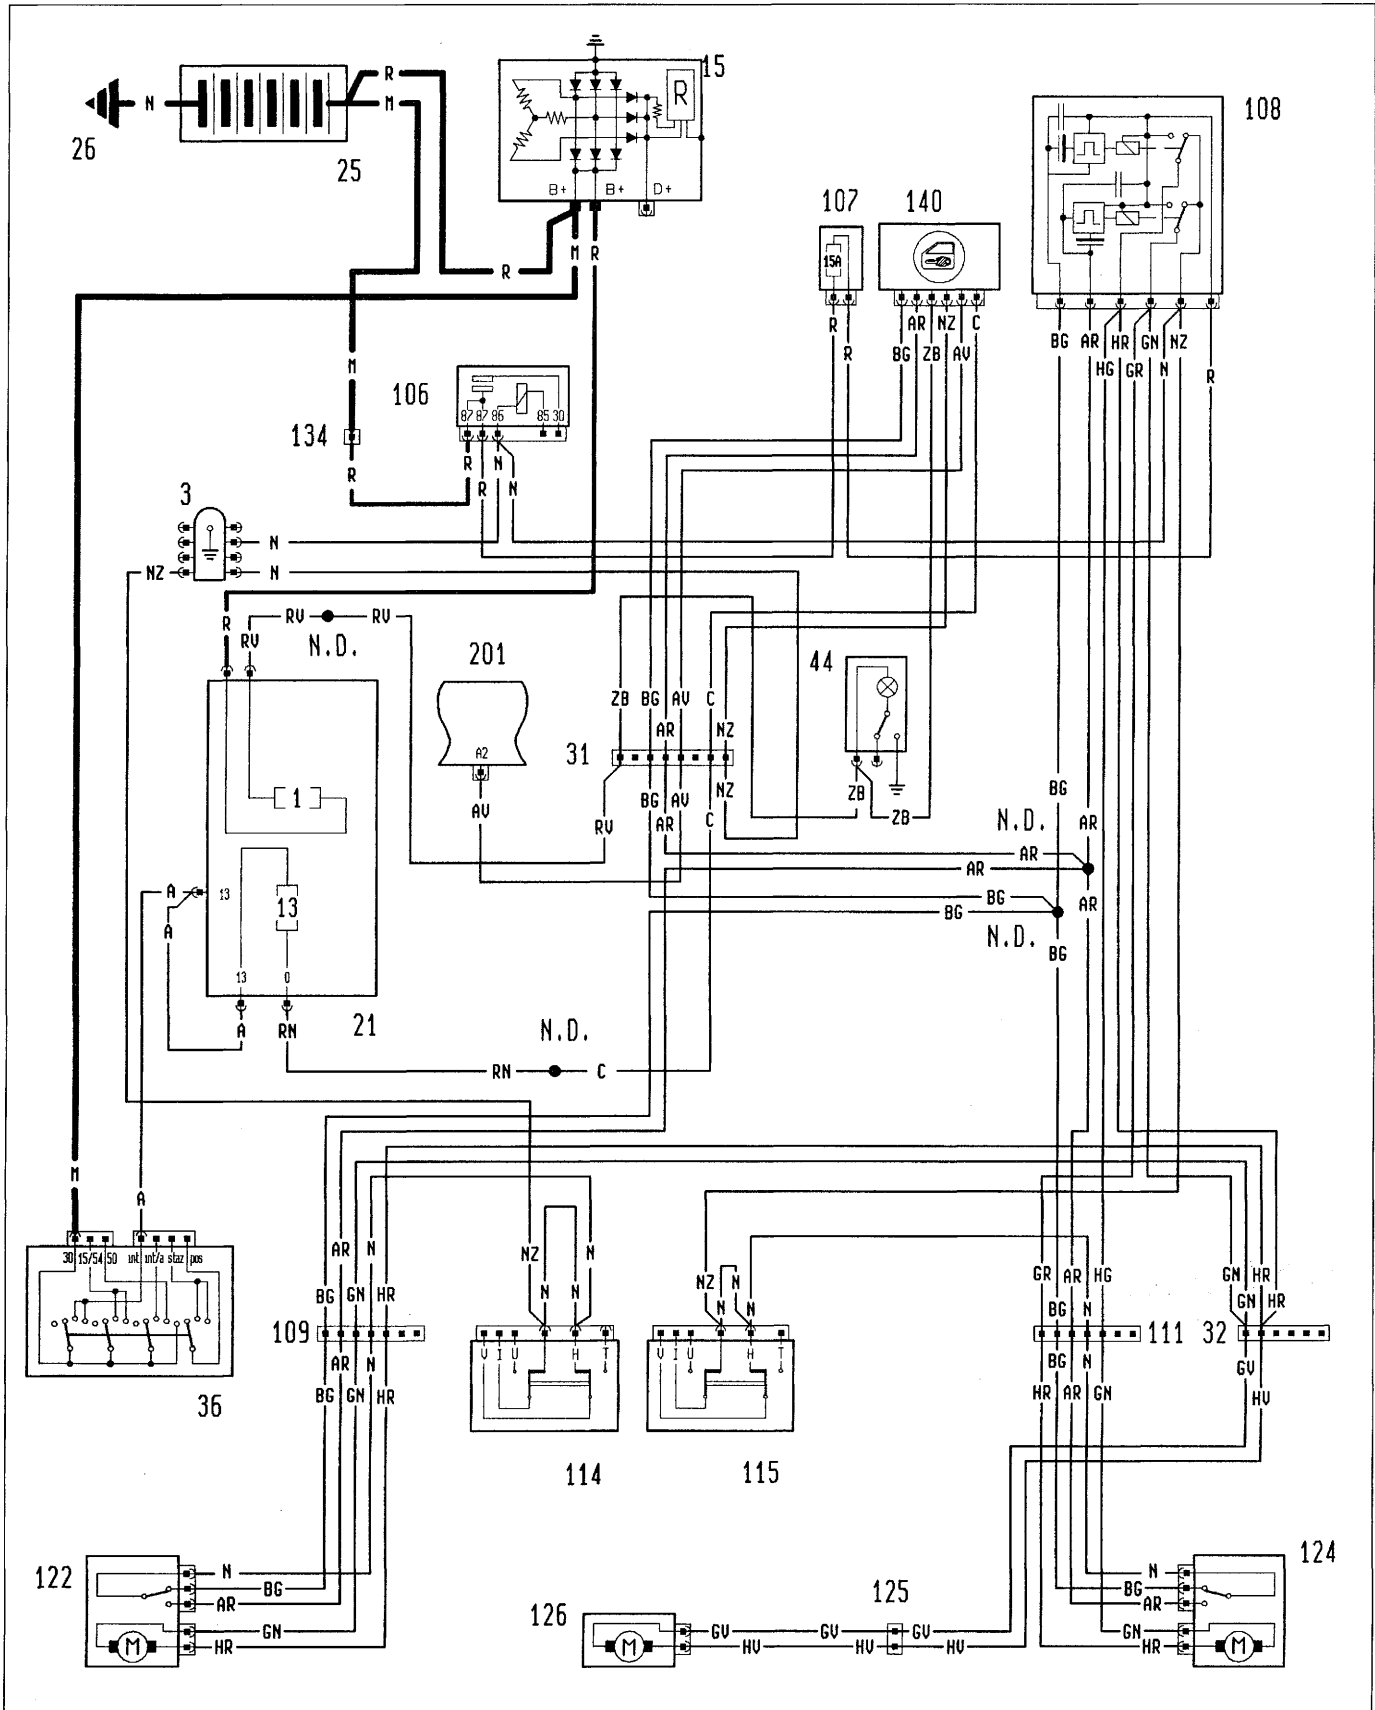 15
R
M
N
R
108
26
25
B+ B+ D+
107 140
M R
R
15A
R
AR NZ C
R
BG ZB AV
BG AR HR GN NZ
HG GR N
R
M
106
87 87 86 85 30
134
R
R
N
R
N
3
N
NZ
N
RV RV
R
RV
N.D.
201
44
ZB BG AV C
AR NZ
A2
31
BG AV NZ
AR C
RV
AV
ZB
ZB
BG
N.D.
AR
1
AR
AR
A
13
13
A
BG
AR
BG
N.D.
BG
13 0
A RN
21
N.D.
RN C
M
A
30 15/54 50 int int/a staz pos
AR N
NZ
N
N
BG GN HR
NZ N
N
N
GR AR HG
BG N
GN HR
GN HR
109
111
32
AR N
BG GN HR
V I U H T
V I U H T
BG N
HR AR GN
GV
HV
36
114
115
122
N
BG
AR
GN
HR
M
126
M
GV GV
HV HV
125
GV
HV
124
N
BG
AR
GN
HR
M